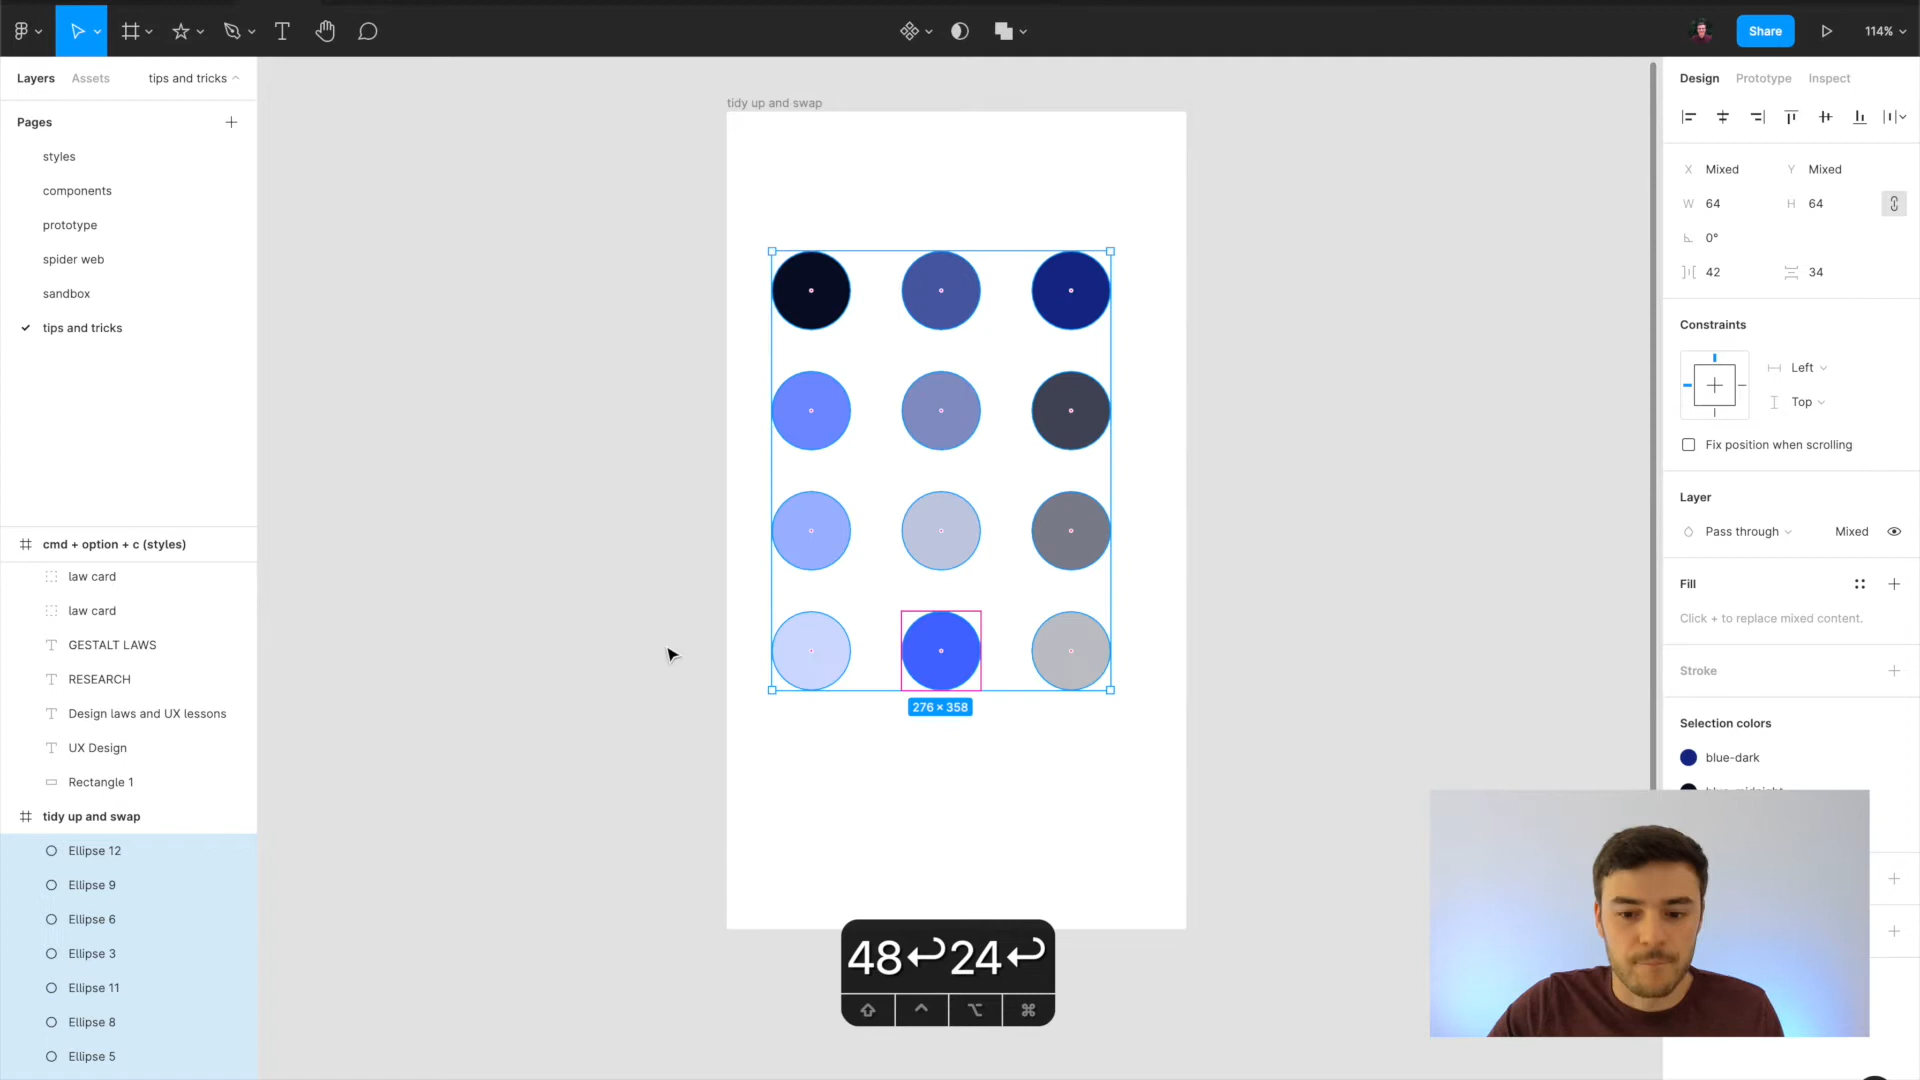 Share
114%
Layers
Assets
tips and tricks
Pages
styles
components
prototype
spider web
sandbox
tips and tricks
cmd + option + c (styles)
law card
law card
GESTALT LAWS
RESEARCH
Design laws and UX lessons
UX Design
Rectangle 1
tidy up and swap
Ellipse 12
Ellipse 9
Ellipse 6
Ellipse 3
Ellipse 11
Ellipse 8
Ellipse 5
tidy up and swap
276 × 358
48↩24↩
Design
Prototype
Inspect
X Mixed
Y Mixed
W 64
H 64
0°
42
34
Constraints
Left
Top
Fix position when scrolling
Layer
Pass through
Mixed
Fill
Click + to replace mixed content.
Stroke
Selection colors
blue-dark